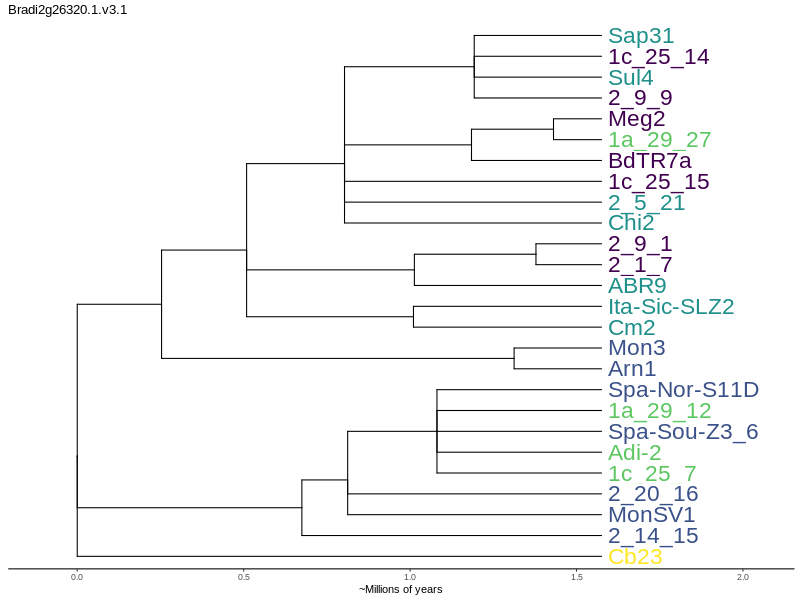 Bradi2g26320.1.v3.1
Sap31
1c_25_14
Sul4
2_9_9
Meg2
1a_29_27
BdTR7a
1c_25_15
2_5_21
Chi2
2_9_1
2_1_7
ABR9
Ita-Sic-SLZ2
Cm2
Mon3
Arn1
Spa-Nor-S11D
1a_29_12
Spa-Sou-Z3_6
Adi-2
1c_25_7
2_20_16
MonSV1
2_14_15
Cb23
0.0 0.5 1.0 1.5 2.0
~Millions of years